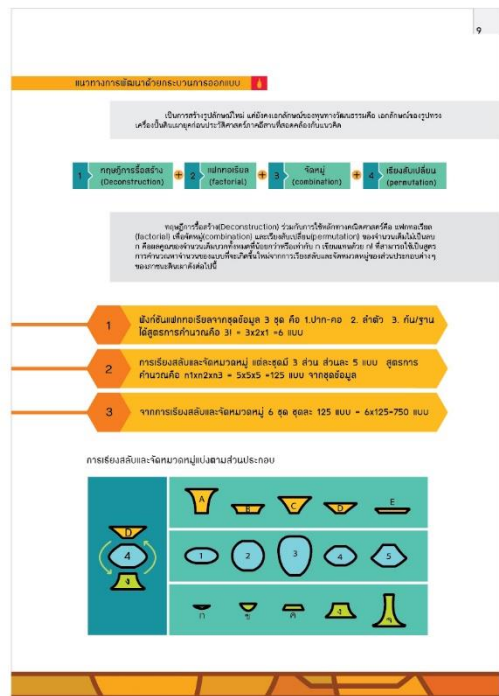 9
แนวทางการพัฒนาด้วยกระบวนการออกแบบ
เป็นการสร้างรูปลักษณ์ใหม่ แต่ยังคงเอกลักษณ์ของทุนทางวัฒนธรรมคือ เอกลักษณ์ของรูปทรง
เครื่องปั้นดินเผายุคก่อนประวัติศาสตร์ภาคอีสานที่สอดคล้องกับแนวคิด
1 ทฤษฎีการรื้อสร้าง + 2 แฟกทอเรียล + 3 จัดหมู่ + 4 เรียงสับเปลี่ยน
(Deconstruction) (factorial) (combination) (permutation)
ทฤษฎีการรื้อสร้าง(Deconstruction) ร่วมกับการใช้หลักทางคณิตศาสตร์คือ แฟกทอเรียล
(factorial) เพื่อจัดหมู่(combination) และเรียงสับเปลี่ยน(permutation) ของจำนวนเต็มไม่เป็นลบ
n คือผลคูณของจำนวนเต็มบวกทั้งหมดที่น้อยกว่าหรือเท่ากับ n เขียนแทนด้วย n! ที่สามารถใช้เป็นสูตร
การคำนวณหาจำนวนของแบบที่จะเกิดขึ้นใหม่จากการเรียงสลับและจัดหมวดหมู่ของส่วนประกอบต่าง ๆ
ของภาชนะดินเผาดังต่อไปนี้
1 ฟังก์ชันแฟกทอเรียลจากชุดข้อมูล 3 ชุด คือ 1.ปาก-คอ 2. ลำตัว 3. ก้น/ฐาน
ได้สูตรการคำนวณคือ 3! = 3x2x1 =6 แบบ
2 การเรียงสลับและจัดหมวดหมู่ แต่ละชุดมี 3 ส่วน ส่วนละ 5 แบบ สูตรการ
คำนวณคือ n1xn2xn3 = 5x5x5 =125 แบบ จากชุดข้อมูล
3 จากการเรียงสลับและจัดหมวดหมู่ 6 ชุด ชุดละ 125 แบบ = 6x125=750 แบบ
การเรียงสลับและจัดหมวดหมู่แบ่งตามส่วนประกอบ
A B C D E
D
4
ง
1 2 3 4 5
ก ข ค ง จ